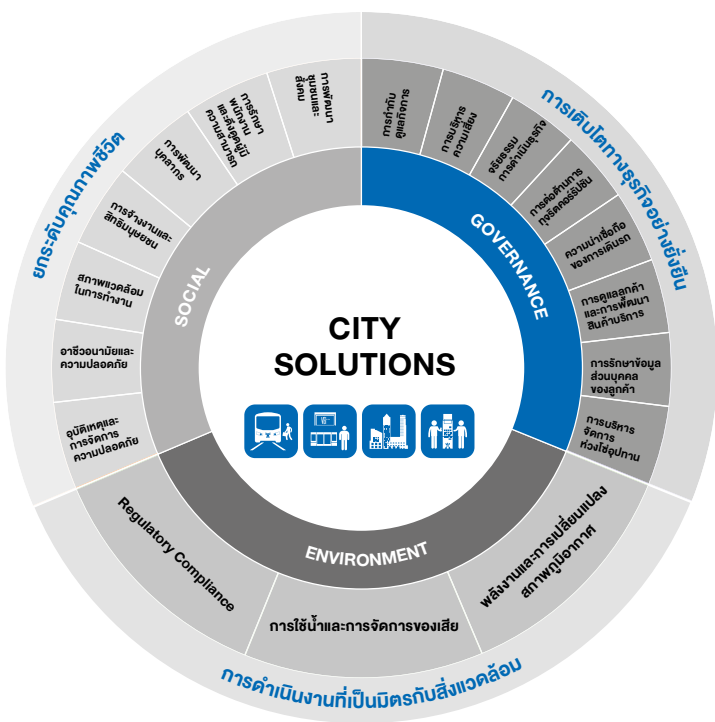 CITY
SOLUTIONS
GOVERNANCE
การเติบโตทางธุรกิจอย่างยั่งยืน
การกำกับ
ดูแลกิจการ
การบริหาร
ความเสี่ยง
จริยธรรม
การดำเนินธุรกิจ
การต่อต้านการ
ทุจริตคอร์รัปชัน
ความน่าเชื่อถือ
ของการเดินรถ
การดูแลลูกค้า
และการพัฒนา
สินค้าบริการ
การรักษาข้อมูล
ส่วนบุคคล
ของลูกค้า
การบริหาร
จัดการ
ห่วงโซ่อุปทาน
ENVIRONMENT
การดำเนินงานที่เป็นมิตรกับสิ่งแวดล้อม
พลังงานและการเปลี่ยนแปลง
สภาพภูมิอากาศ
การใช้น้ำและการจัดการของเสีย
Regulatory Compliance
SOCIAL
ยกระดับคุณภาพชีวิต
อุบัติเหตุและ
การจัดการ
ความปลอดภัย
อาชีวอนามัยและ
ความปลอดภัย
สภาพแวดล้อม
ในการทำงาน
การจ้างงานและ
สิทธิมนุษยชน
การพัฒนา
บุคลากร
การรักษา
พนักงาน
และดึงดูดผู้มี
ความสามารถ
การพัฒนา
ชุมชนและ
สังคม